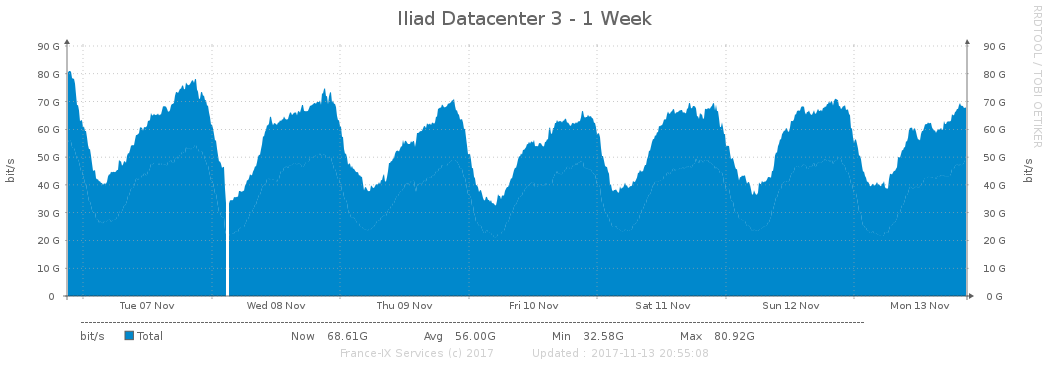 Iliad Datacenter 3 - 1 Week
RRDTOOL / TOBI OETIKER
90 G 90 G
80 G 80 G
70 G 70 G
60 G 60 G
50 G 50 G
40 G 40 G
30 G 30 G
20 G 20 G
10 G 10 G
0 0 G
bit/s bit/s
Tue 07 Nov Wed 08 Nov Thu 09 Nov Fri 10 Nov Sat 11 Nov Sun 12 Nov Mon 13 Nov
bit/s Total Now 68.61G Avg 56.00G Min 32.58G Max 80.92G
France-IX Services (c) 2017 Updated : 2017-11-13 20:55:08